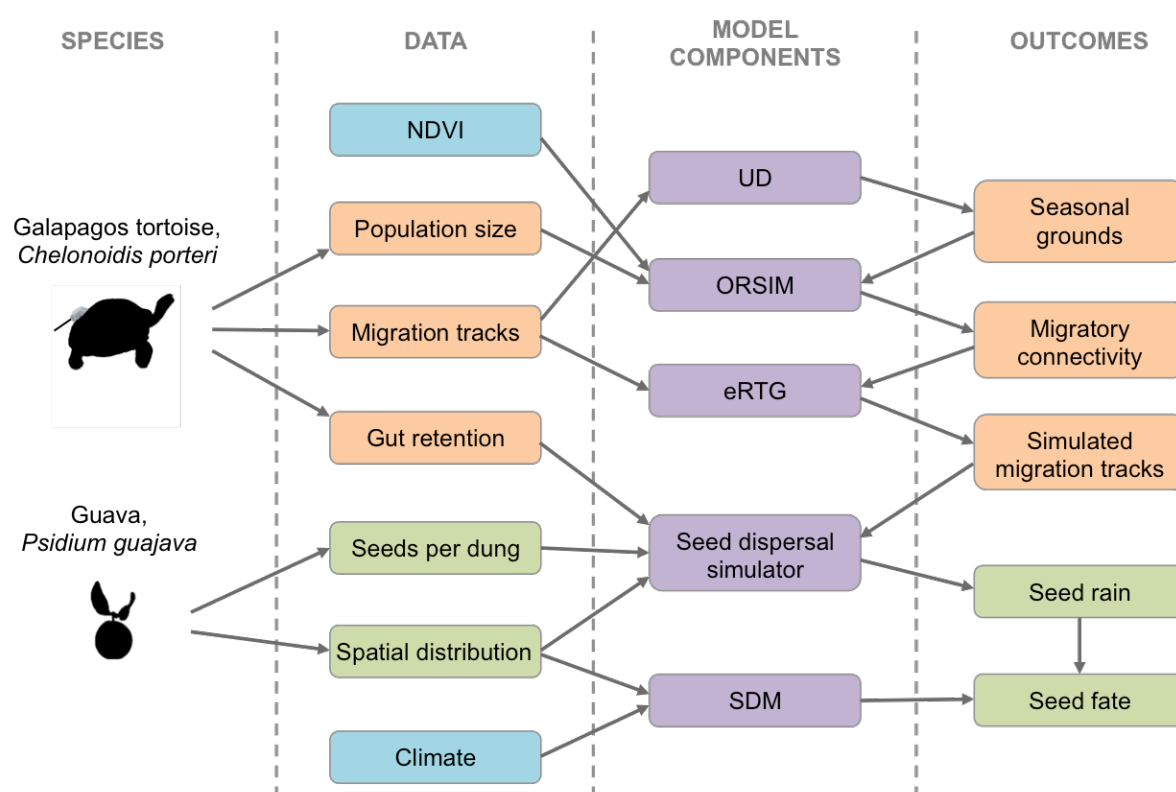 SPECIES
DATA
MODEL
COMPONENTS
OUTCOMES
Galapagos tortoise,
Chelonoidis porteri
Guava,
Psidium guajava
NDVI
Population size
Migration tracks
Gut retention
Seeds per dung
Spatial distribution
Climate
UD
ORSIM
eRTG
Seed dispersal
simulator
SDM
Seasonal
grounds
Migratory
connectivity
Simulated
migration tracks
Seed rain
Seed fate